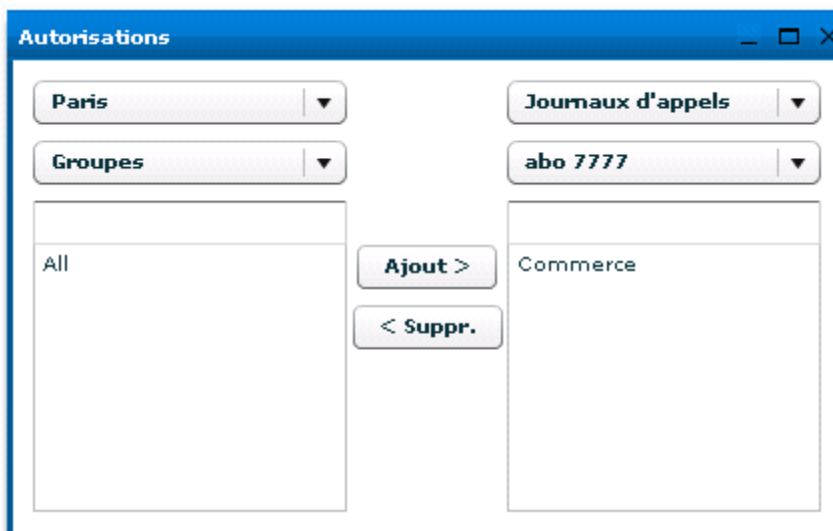 Autorisations
Paris
Journaux d'appels
Groupes
abo 7777
All
Ajout >
Commerce
< Suppr.